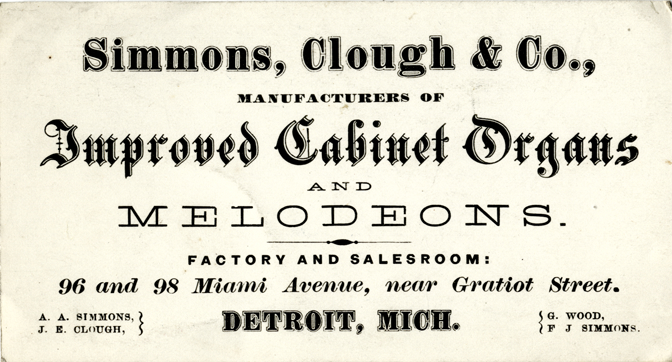 Simmons, Clough & Co.,
MANUFACTURERS OF
Improved Cabinet Organs
AND
MELODEONS.
FACTORY AND SALESROOM:
96 and 98 Miami Avenue, near Gratiot Street.
A. A. SIMMONS,
J. E. CLOUGH,
DETROIT, MICH.
G. WOOD,
F J SIMMONS.